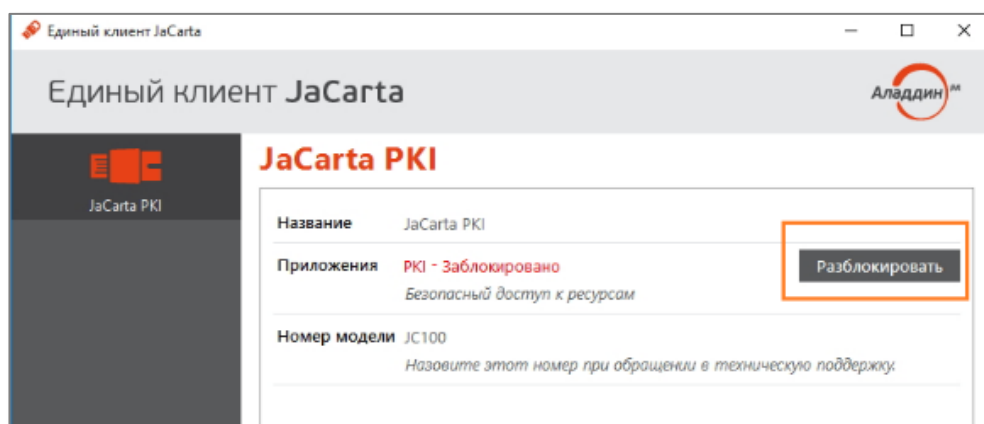 Единый клиент JaCarta
Единый клиент JaCarta
Аладдин
JaCarta PKI
JaCarta PKI
Название JaCarta PKI
Приложения PKI - Заблокировано Разблокировать
Безопасный доступ к ресурсам
Номер модели JC100
Назовите этот номер при обращении в техническую поддержку.